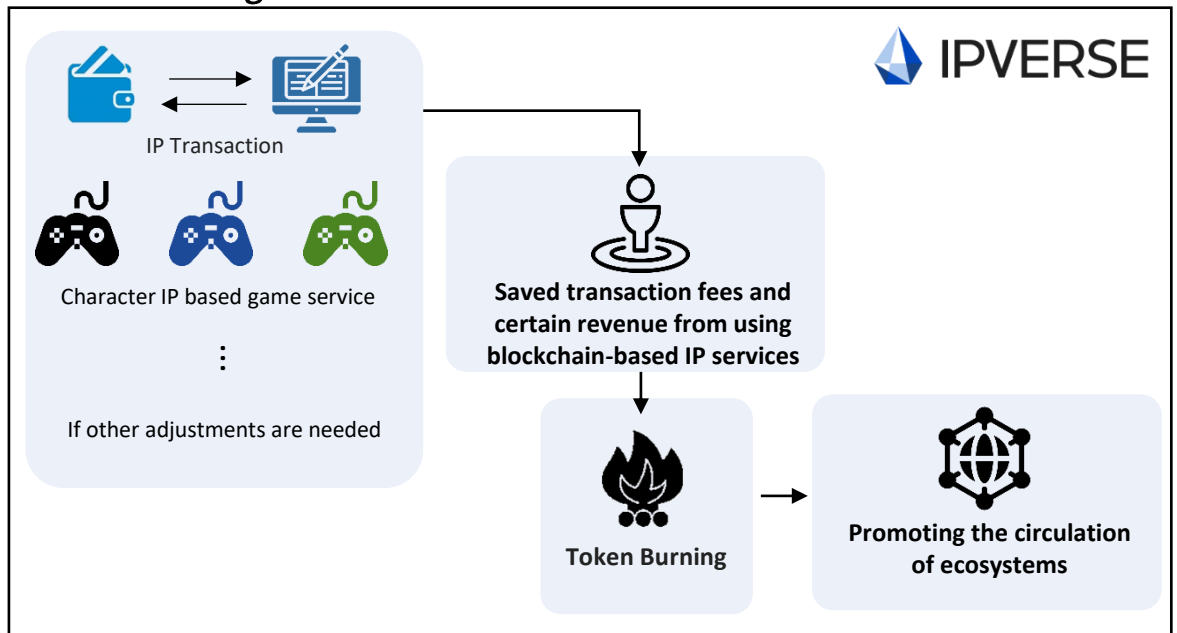 IPVERSE
IP Transaction
Character IP based game service
⋮
If other adjustments are needed
Saved transaction fees and
certain revenue from using
blockchain-based IP services
Token Burning
Promoting the circulation
of ecosystems